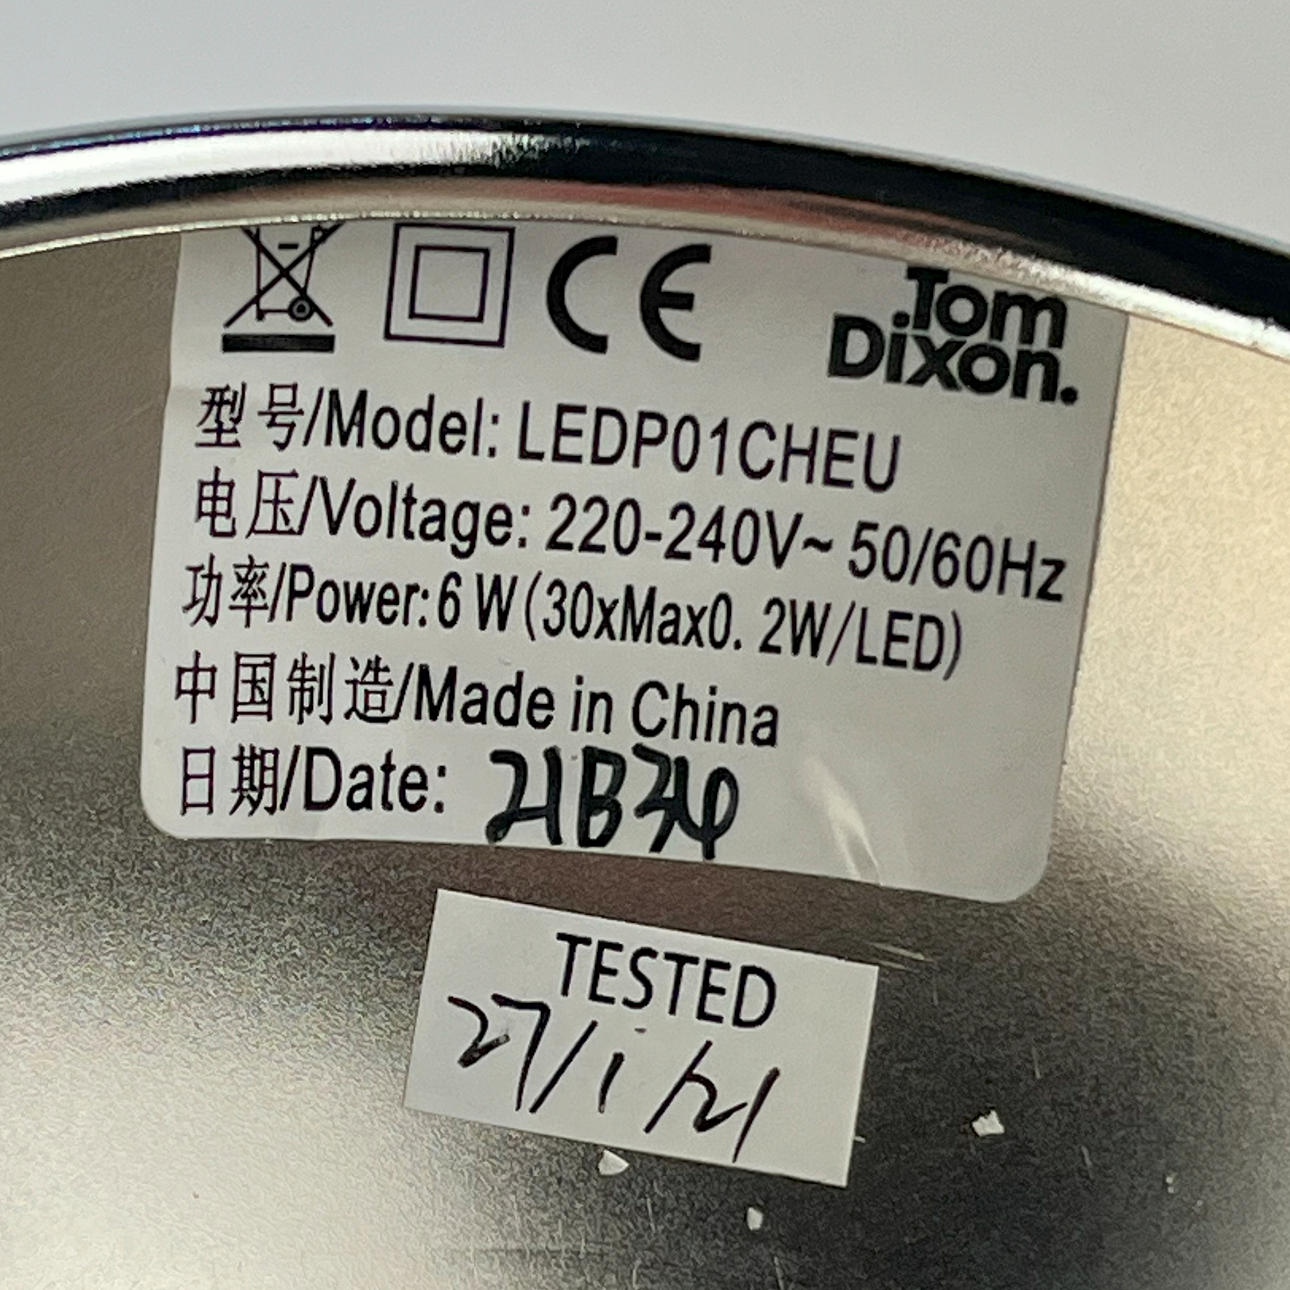 CE
Tom
Dixon.
型号/Model: LEDP01CHEU
电压/Voltage: 220-240V~ 50/60Hz
功率/Power: 6 W(30xMax0. 2W/LED)
中国制造/Made in China
日期/Date: 21B34
TESTED
27/1/21